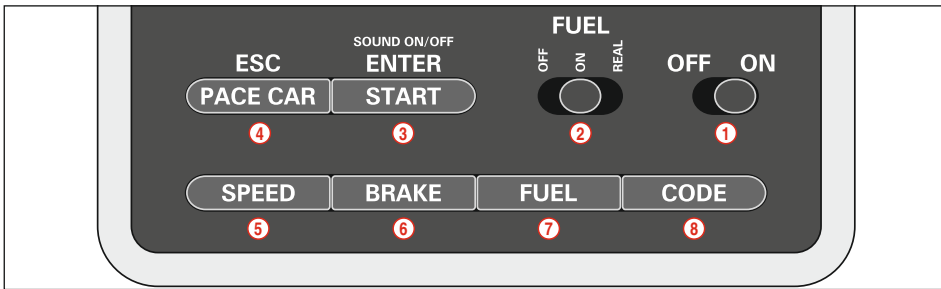 FUEL
SOUND ON/OFF
ESC ENTER OFF ON REAL OFF ON
PACE CAR START
4 3 2 1
SPEED BRAKE FUEL CODE
5 6 7 8